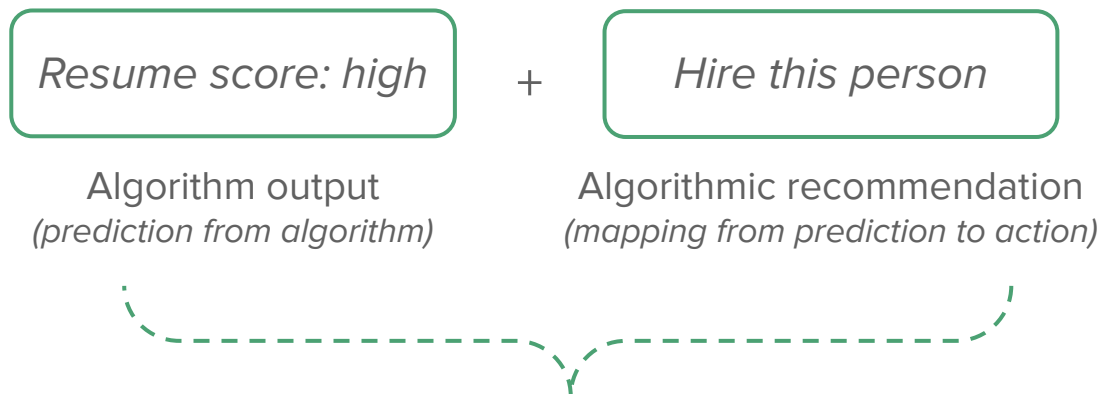 Resume score: high + Hire this person
Algorithm output Algorithmic recommendation
(prediction from algorithm) (mapping from prediction to action)